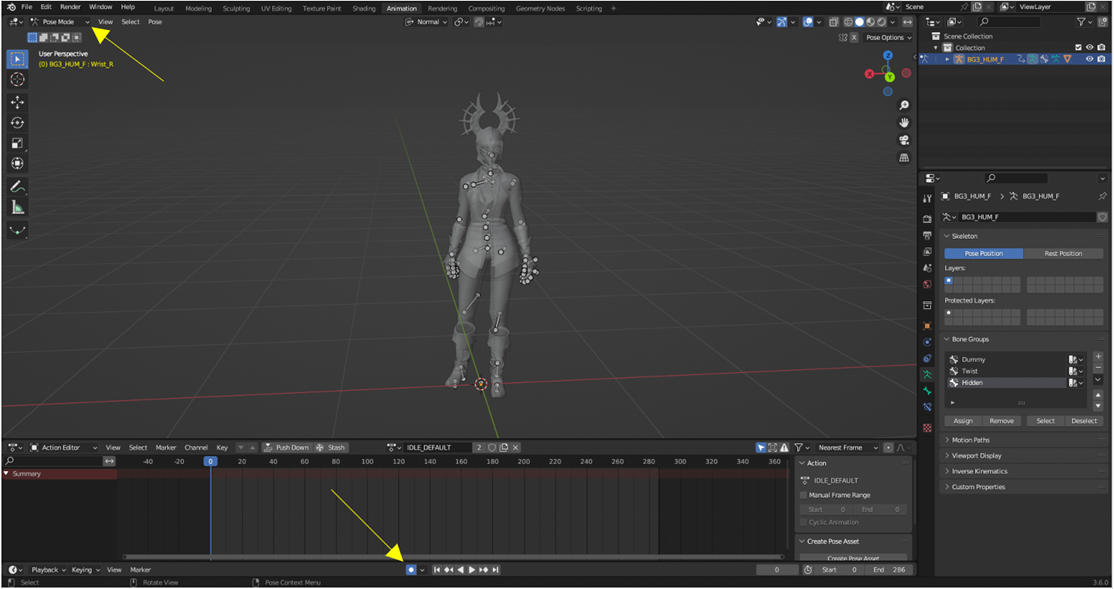 File Edit Render Window Help Layout Modeling Sculpting UV Editing Texture Paint Shading Animation Rendering Compositing Geometry Nodes Scripting + Scene ViewLayer
Pose Mode View Select Pose Normal
X Pose Options
User Perspective
(0) BG3_HUM_F : Wrist_R
Z
X
Y
Scene Collection
Collection
BG3_HUM_F
BG3_HUM_F > BG3_HUM_F
BG3_HUM_F
Skeleton
Pose Position Rest Position
Layers:
Protected Layers:
Bone Groups
Dummy
Twist
Hidden
Assign Remove Select Deselect
Motion Paths
Viewport Display
Inverse Kinematics
Custom Properties
Action Editor View Select Marker Channel Key Push Down Stash IDLE_DEFAULT 2 Nearest Frame
-40 -20 0 20 40 60 80 100 120 140 160 180 200 220 240 260 280 300 320 340 360
Summary
Action
IDLE_DEFAULT
Manual Frame Range
Start 0 End 0
Cyclic Animation
Create Pose Asset
Create Pose Asset
Playback Keying View Marker 0 Start 0 End 286
Select Rotate View Pose Context Menu 3.6.0